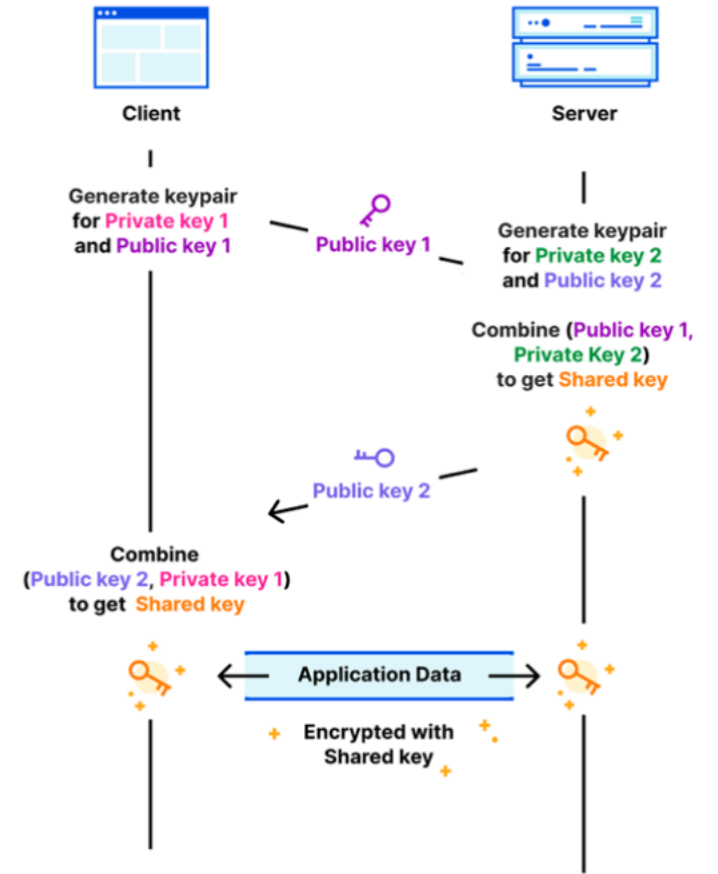 Client
Server
Generate keypair
for Private key 1
and Public key 1
Public key 1
Generate keypair
for Private key 2
and Public key 2
Combine (Public key 1,
Private Key 2)
to get Shared key
Public key 2
Combine
(Public key 2, Private key 1)
to get Shared key
Application Data
Encrypted with
Shared key